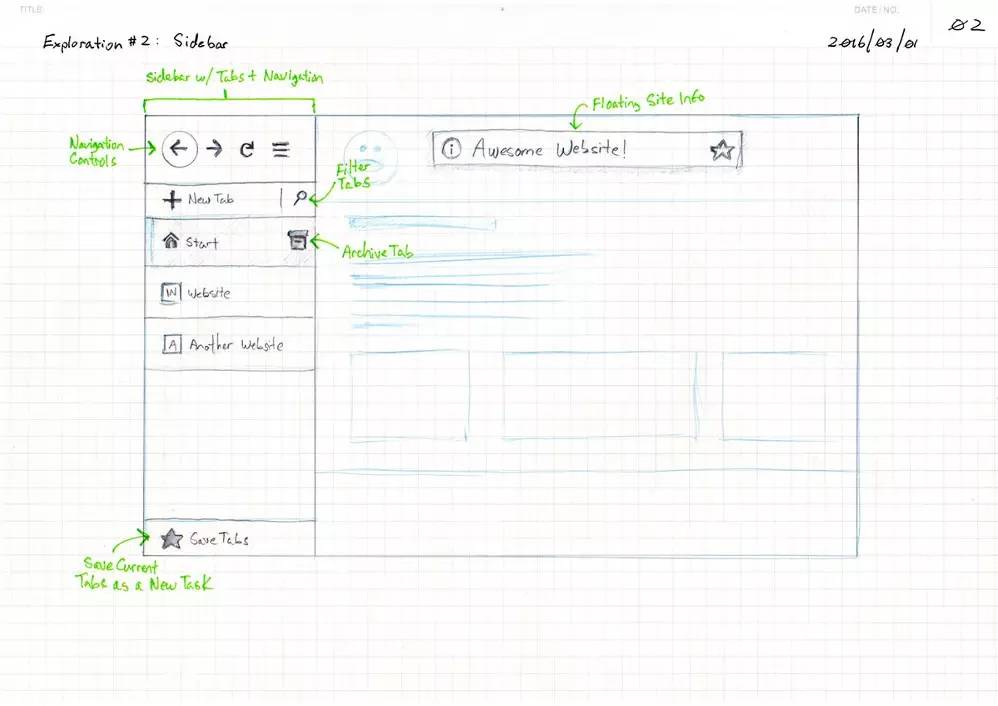 TITLE
DATE/NO.
02
Exploration #2: Sidebar
2016/03/01
Sidebar w/ Tabs + Navigation
Floating Site Info
Navigation
Controls
i Awesome Website!
Filter
Tabs
+ New Tab
Start
Archive Tab
W Website
A Another Website
Save Tabs
Save Current
Tabs as a New Task